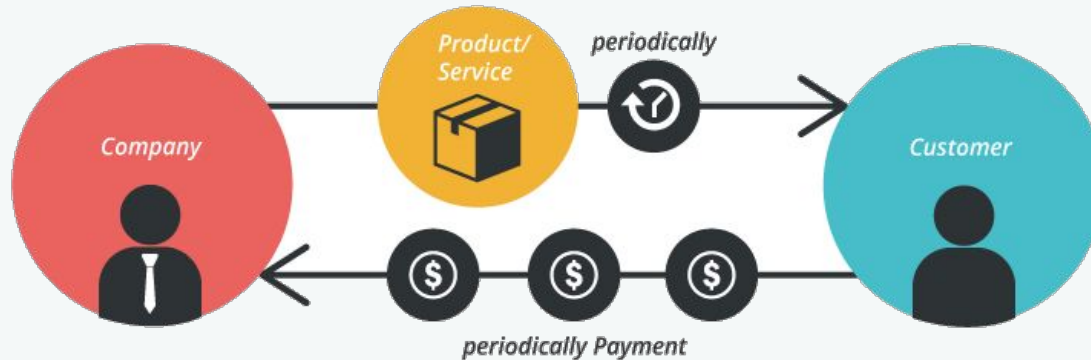 Product/
Service
periodically
Company
Customer
$ $ $
periodically Payment